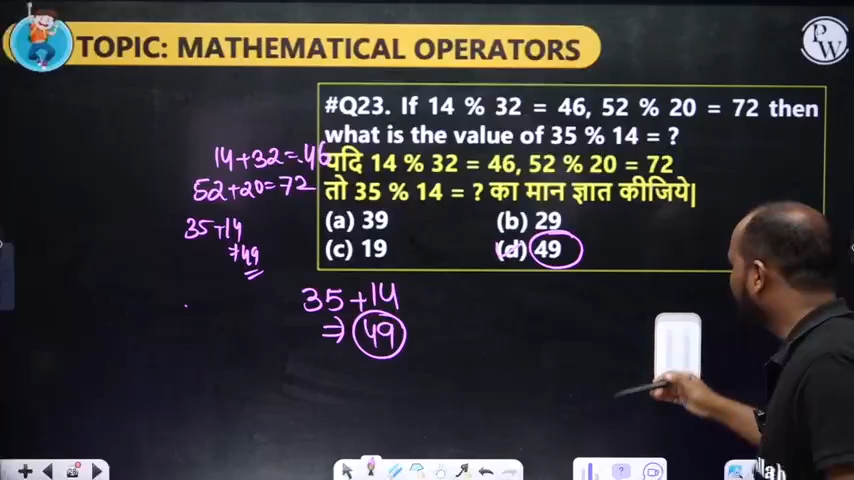 TOPIC: MATHEMATICAL OPERATORS
PW
#Q23. If 14 % 32 = 46, 52 % 20 = 72 then
what is the value of 35 % 14 = ?
यदि 14 % 32 = 46, 52 % 20 = 72
तो 35 % 14 = ? का मान ज्ञात कीजिये|
(a) 39
(b) 29
(c) 19
(d) 49
14+32=46
52+20=72
35+14
=49
35+14
⇒ 49